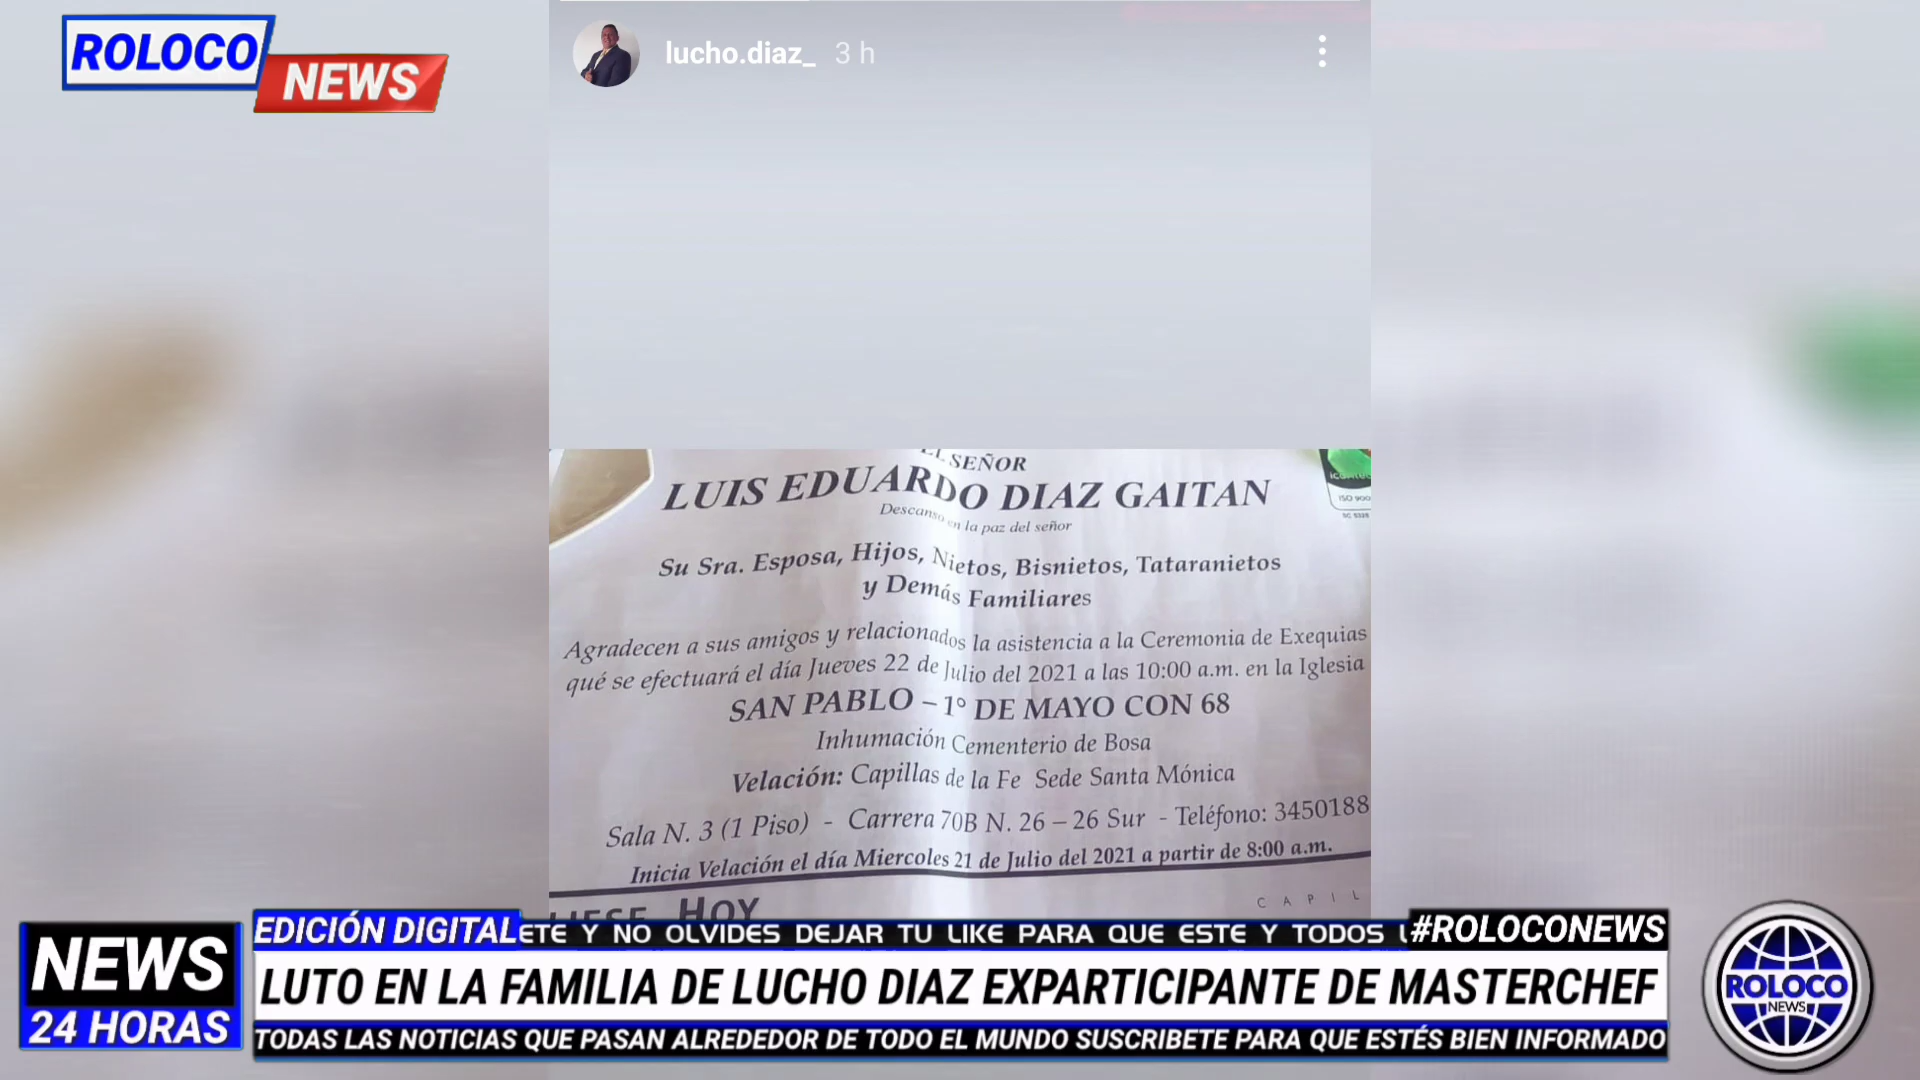 ROLOCO
NEWS
lucho.diaz_ 3 h
EL SEÑOR
LUIS EDUARDO DIAZ GAITAN
Descanso en la paz del señor
Su Sra. Esposa, Hijos, Nietos, Bisnietos, Tataranietos
y Demás Familiares
Agradecen a sus amigos y relacionados la asistencia a la Ceremonia de Exequias
qué se efectuará el día Jueves 22 de Julio del 2021 a las 10:00 a.m. en la Iglesia
SAN PABLO – 1º DE MAYO CON 68
Inhumación Cementerio de Bosa
Velación: Capillas de la Fe Sede Santa Mónica
Sala N. 3 (1 Piso) - Carrera 70B N. 26 – 26 Sur - Teléfono: 3450188
Inicia Velación el día Miercoles 21 de Julio del 2021 a partir de 8:00 a.m.
HOY
CAPIL
EDICIÓN DIGITAL
ETE Y NO OLVIDES DEJAR TU LIKE PARA QUE ESTE Y TODOS
#ROLOCONEWS
NEWS
24 HORAS
LUTO EN LA FAMILIA DE LUCHO DIAZ EXPARTICIPANTE DE MASTERCHEF
TODAS LAS NOTICIAS QUE PASAN ALREDEDOR DE TODO EL MUNDO SUSCRIBETE PARA QUE ESTÉS BIEN INFORMADO
ROLOCO
NEWS